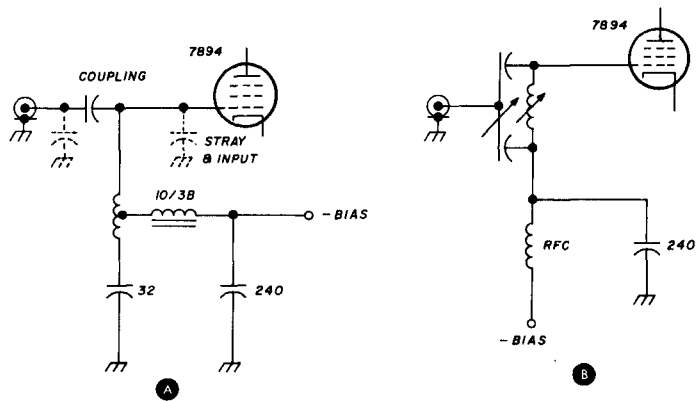 7894
COUPLING
STRAY
& INPUT
10/3B
-BIAS
32
240
A
7894
RFC
240
-BIAS
B